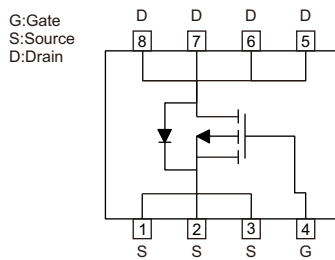 G:Gate
S:Source
D:Drain
D D D D
8 7 6 5
1 2 3 4
S S S G